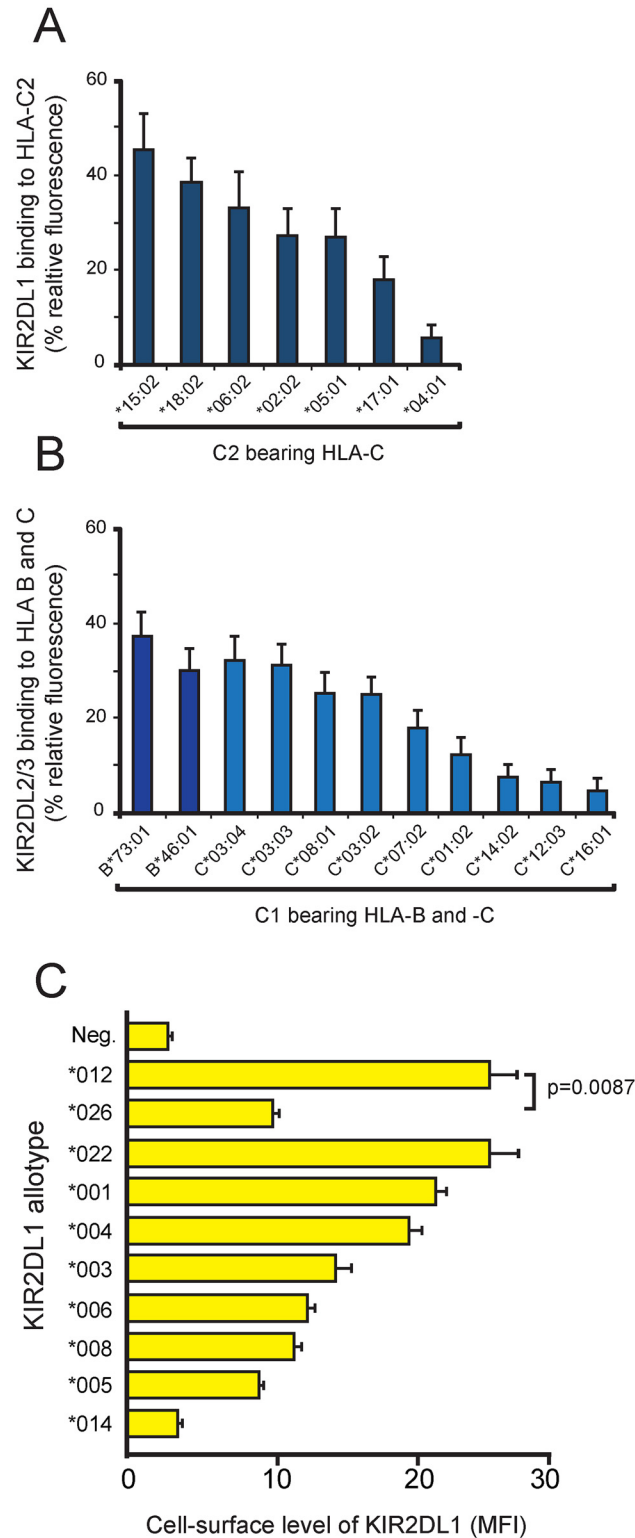 A
KIR2DL1 binding to HLA-C2
(% realtive fluorescence)
60
40
20
0
*15:02
*18:02
*06:02
*02:02
*05:01
*17:01
*04:01
C2 bearing HLA-C
B
KIR2DL2/3 binding to HLA B and C
(% relative fluorescence)
60
40
20
0
B*73:01
B*46:01
C*03:04
C*03:03
C*08:01
C*03:02
C*07:02
C*01:02
C*14:02
C*12:03
C*16:01
C1 bearing HLA-B and -C
C
KIR2DL1 allotype
Neg.
*012
*026
*022
*001
*004
*003
*006
*008
*005
*014
p=0.0087
0 10 20 30
Cell-surface level of KIR2DL1 (MFI)